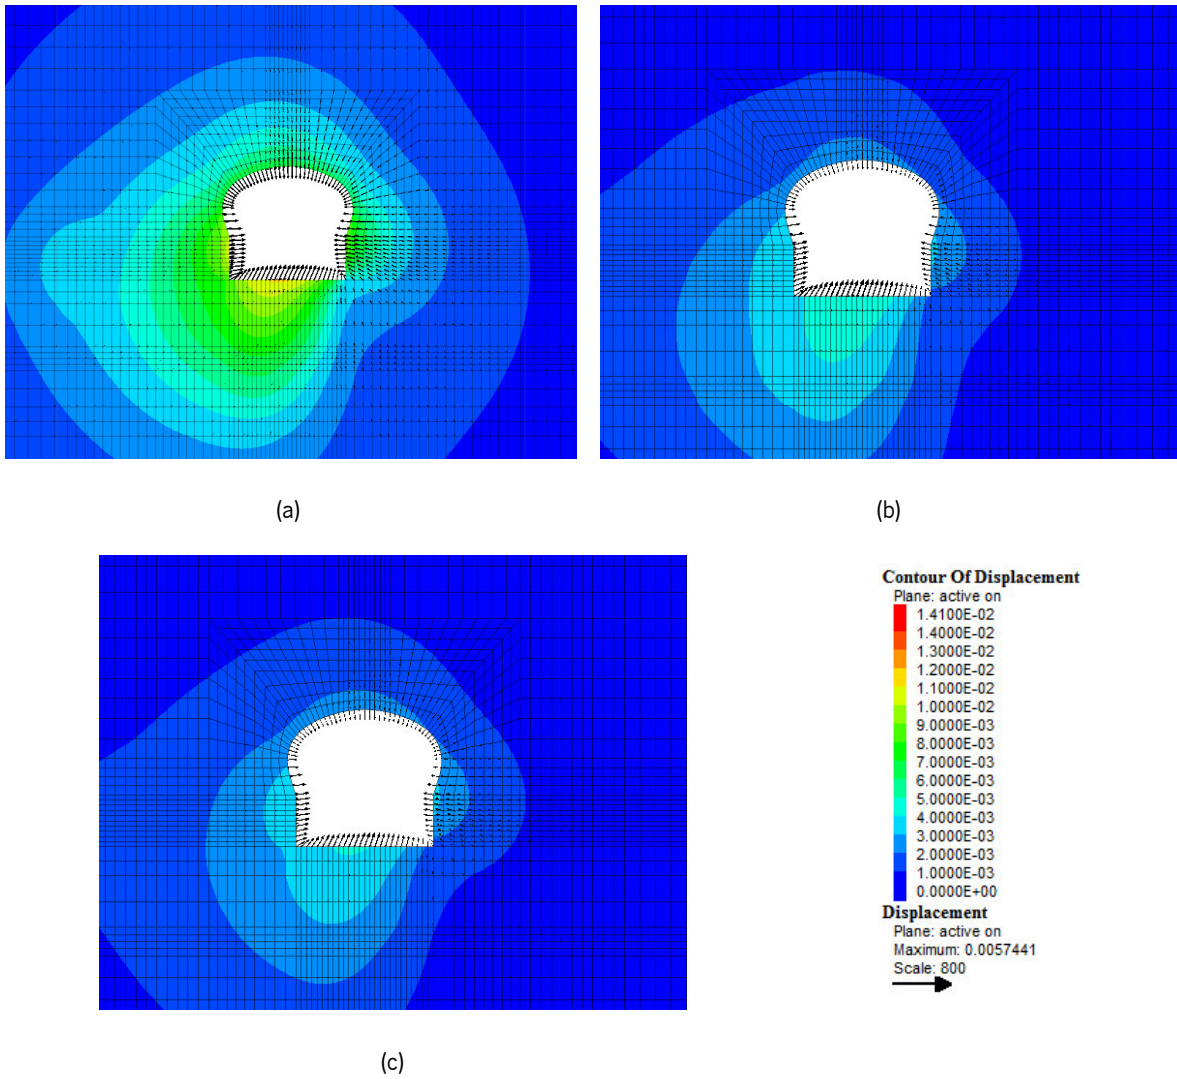 (a)
(b)
(c)
Contour Of Displacement
Plane: active on
1.4100E-02
1.4000E-02
1.3000E-02
1.2000E-02
1.1000E-02
1.0000E-02
9.0000E-03
8.0000E-03
7.0000E-03
6.0000E-03
5.0000E-03
4.0000E-03
3.0000E-03
2.0000E-03
1.0000E-03
0.0000E+00
Displacement
Plane: active on
Maximum: 0.0057441
Scale: 800